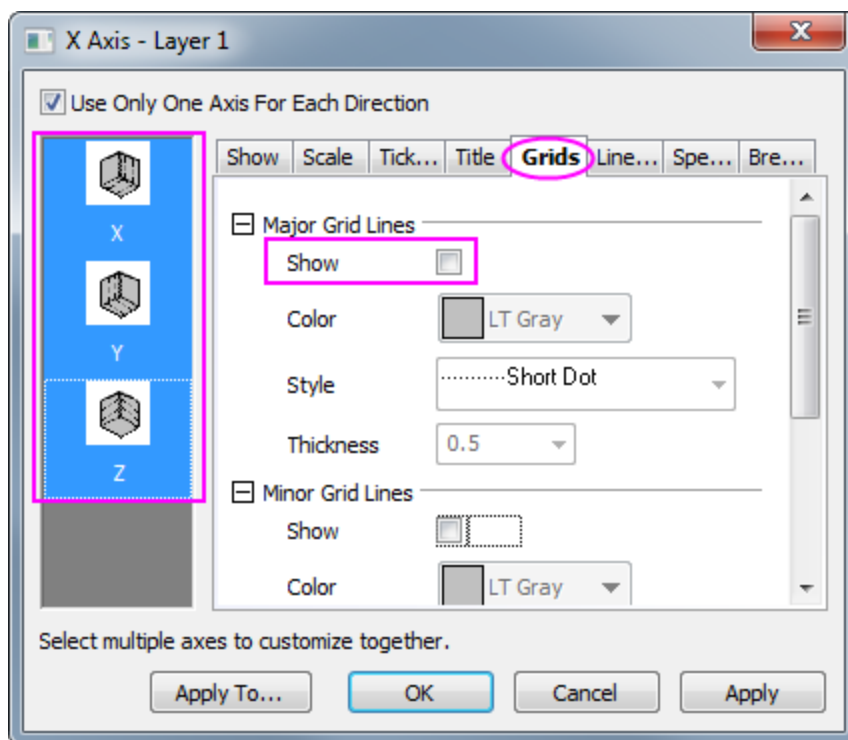 X Axis - Layer 1
Use Only One Axis For Each Direction
Show Scale Tick... Title Grids Line... Spe... Bre...
X
Y
Z
Major Grid Lines
Show
Color LT Gray
Style Short Dot
Thickness 0.5
Minor Grid Lines
Show
Color LT Gray
Select multiple axes to customize together.
Apply To... OK Cancel Apply